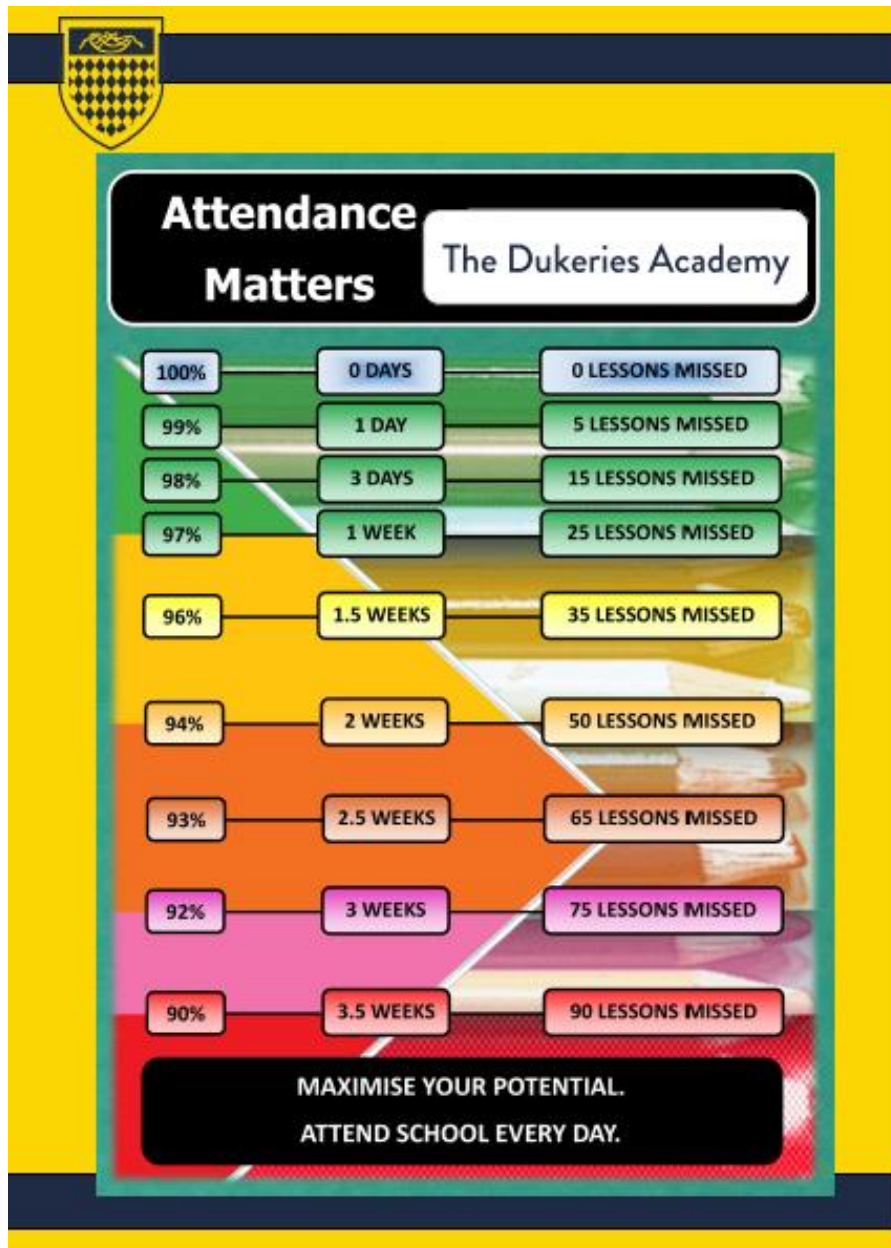 Attendance
Matters
The Dukeries Academy
100% 0 DAYS 0 LESSONS MISSED
99% 1 DAY 5 LESSONS MISSED
98% 3 DAYS 15 LESSONS MISSED
97% 1 WEEK 25 LESSONS MISSED
96% 1.5 WEEKS 35 LESSONS MISSED
94% 2 WEEKS 50 LESSONS MISSED
93% 2.5 WEEKS 65 LESSONS MISSED
92% 3 WEEKS 75 LESSONS MISSED
90% 3.5 WEEKS 90 LESSONS MISSED
MAXIMISE YOUR POTENTIAL.
ATTEND SCHOOL EVERY DAY.